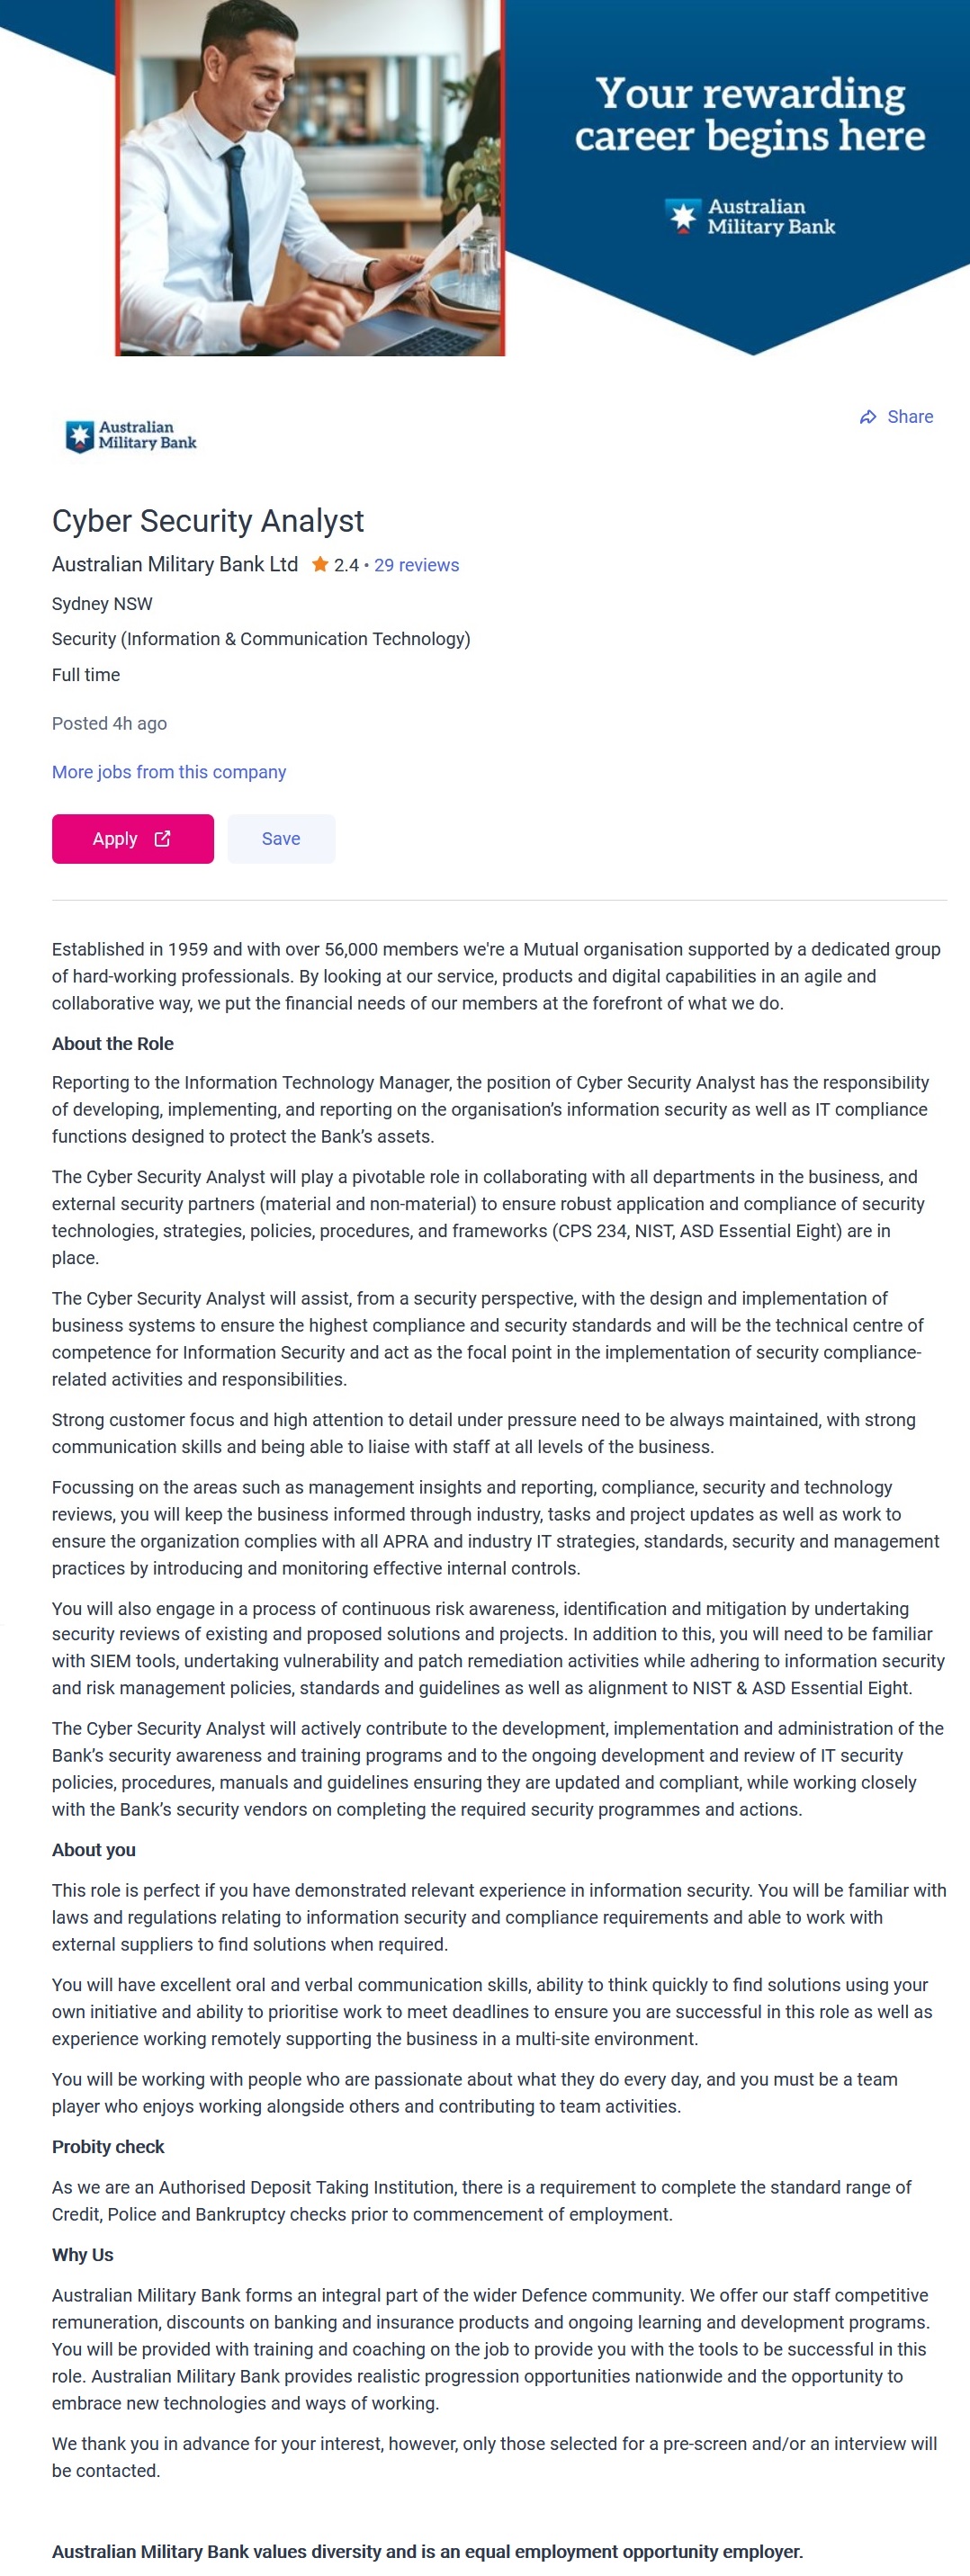 Your rewarding
career begins here
Australian
Military Bank
Australian
Military Bank
Share
Cyber Security Analyst
Australian Military Bank Ltd 2.4 • 29 reviews
Sydney NSW
Security (Information & Communication Technology)
Full time
Posted 4h ago
More jobs from this company
Apply
Save
Established in 1959 and with over 56,000 members we're a Mutual organisation supported by a dedicated group
of hard-working professionals. By looking at our service, products and digital capabilities in an agile and
collaborative way, we put the financial needs of our members at the forefront of what we do.
About the Role
Reporting to the Information Technology Manager, the position of Cyber Security Analyst has the responsibility
of developing, implementing, and reporting on the organisation’s information security as well as IT compliance
functions designed to protect the Bank’s assets.
The Cyber Security Analyst will play a pivotable role in collaborating with all departments in the business, and
external security partners (material and non-material) to ensure robust application and compliance of security
technologies, strategies, policies, procedures, and frameworks (CPS 234, NIST, ASD Essential Eight) are in
place.
The Cyber Security Analyst will assist, from a security perspective, with the design and implementation of
business systems to ensure the highest compliance and security standards and will be the technical centre of
competence for Information Security and act as the focal point in the implementation of security compliance-
related activities and responsibilities.
Strong customer focus and high attention to detail under pressure need to be always maintained, with strong
communication skills and being able to liaise with staff at all levels of the business.
Focussing on the areas such as management insights and reporting, compliance, security and technology
reviews, you will keep the business informed through industry, tasks and project updates as well as work to
ensure the organization complies with all APRA and industry IT strategies, standards, security and management
practices by introducing and monitoring effective internal controls.
You will also engage in a process of continuous risk awareness, identification and mitigation by undertaking
security reviews of existing and proposed solutions and projects. In addition to this, you will need to be familiar
with SIEM tools, undertaking vulnerability and patch remediation activities while adhering to information security
and risk management policies, standards and guidelines as well as alignment to NIST & ASD Essential Eight.
The Cyber Security Analyst will actively contribute to the development, implementation and administration of the
Bank’s security awareness and training programs and to the ongoing development and review of IT security
policies, procedures, manuals and guidelines ensuring they are updated and compliant, while working closely
with the Bank’s security vendors on completing the required security programmes and actions.
About you
This role is perfect if you have demonstrated relevant experience in information security. You will be familiar with
laws and regulations relating to information security and compliance requirements and able to work with
external suppliers to find solutions when required.
You will have excellent oral and verbal communication skills, ability to think quickly to find solutions using your
own initiative and ability to prioritise work to meet deadlines to ensure you are successful in this role as well as
experience working remotely supporting the business in a multi-site environment.
You will be working with people who are passionate about what they do every day, and you must be a team
player who enjoys working alongside others and contributing to team activities.
Probity check
As we are an Authorised Deposit Taking Institution, there is a requirement to complete the standard range of
Credit, Police and Bankruptcy checks prior to commencement of employment.
Why Us
Australian Military Bank forms an integral part of the wider Defence community. We offer our staff competitive
remuneration, discounts on banking and insurance products and ongoing learning and development programs.
You will be provided with training and coaching on the job to provide you with the tools to be successful in this
role. Australian Military Bank provides realistic progression opportunities nationwide and the opportunity to
embrace new technologies and ways of working.
We thank you in advance for your interest, however, only those selected for a pre-screen and/or an interview will
be contacted.
Australian Military Bank values diversity and is an equal employment opportunity employer.